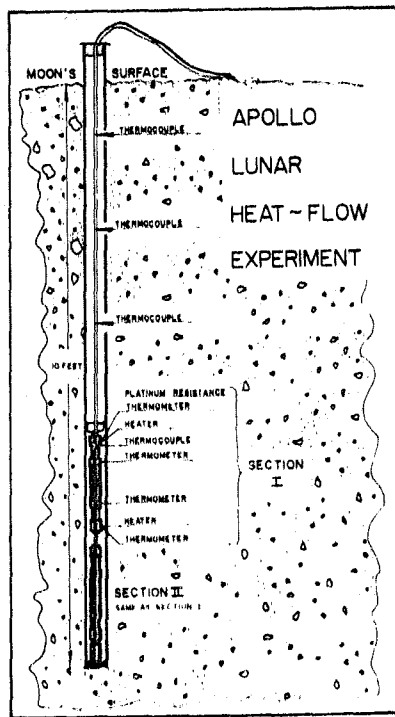 MOON'S SURFACE
APOLLO
LUNAR
HEAT~FLOW
EXPERIMENT
THERMOCOUPLE
THERMOCOUPLE
THERMOCOUPLE
10 FEET
PLATINUM RESISTANCE
THERMOMETER
HEATER
THERMOCOUPLE
THERMOMETER
THERMOMETER
HEATER
THERMOMETER
SECTION
I
SECTION II
SAME AS SECTION I